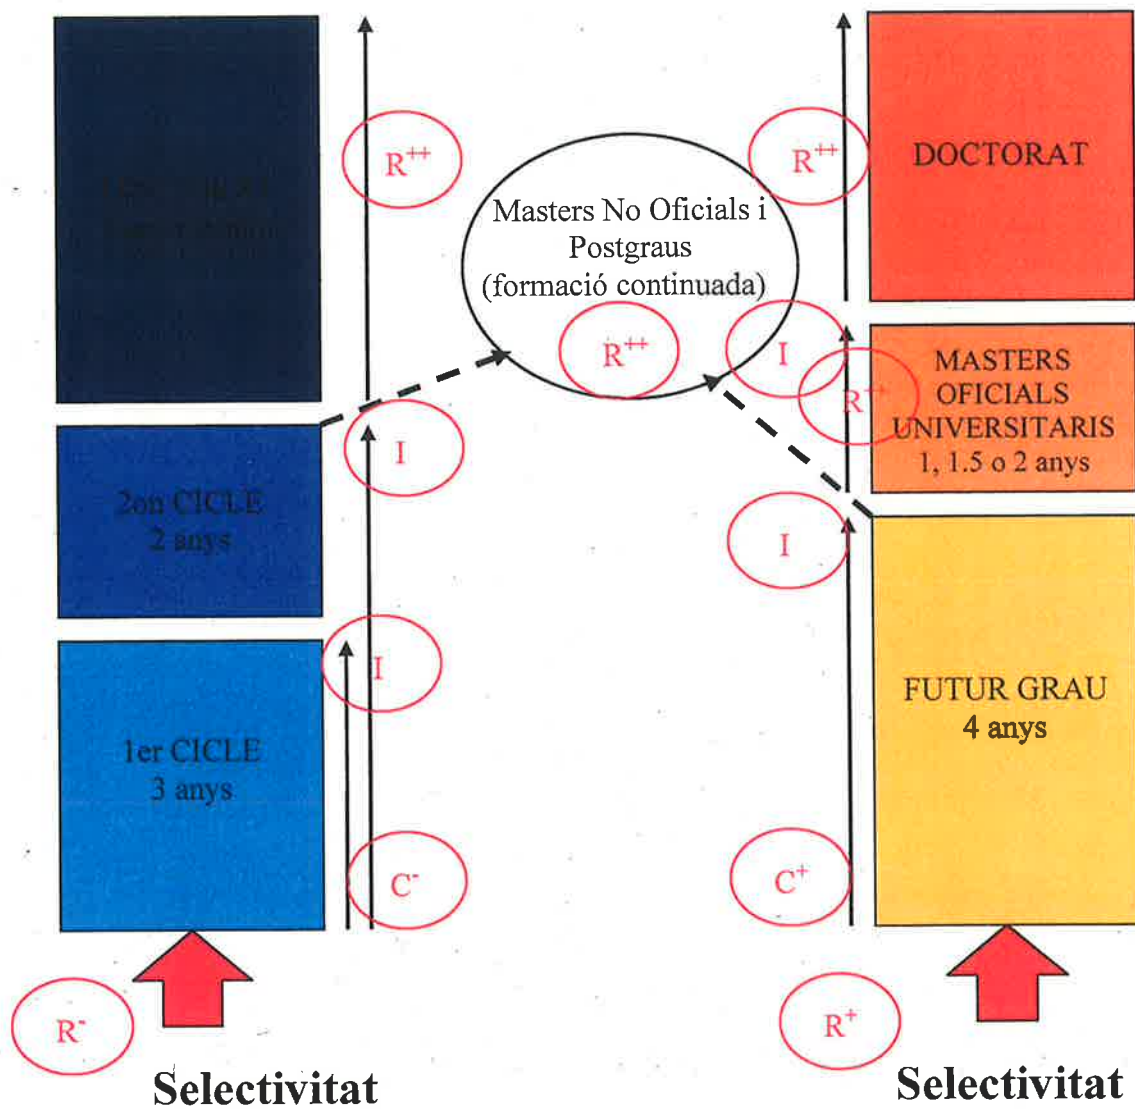 R⁺⁺
Masters No Oficials i
Postgraus
(formació continuada)
R⁺⁺
R⁺⁺
DOCTORAT
I
R⁺⁺
MASTERS
OFICIALS
UNIVERSITARIS
1, 1.5 o 2 anys
I
2on CICLE
2 anys
I
I
1er CICLE
3 anys
FUTUR GRAU
4 anys
C⁻
C⁺
R⁻
R⁺
Selectivitat
Selectivitat